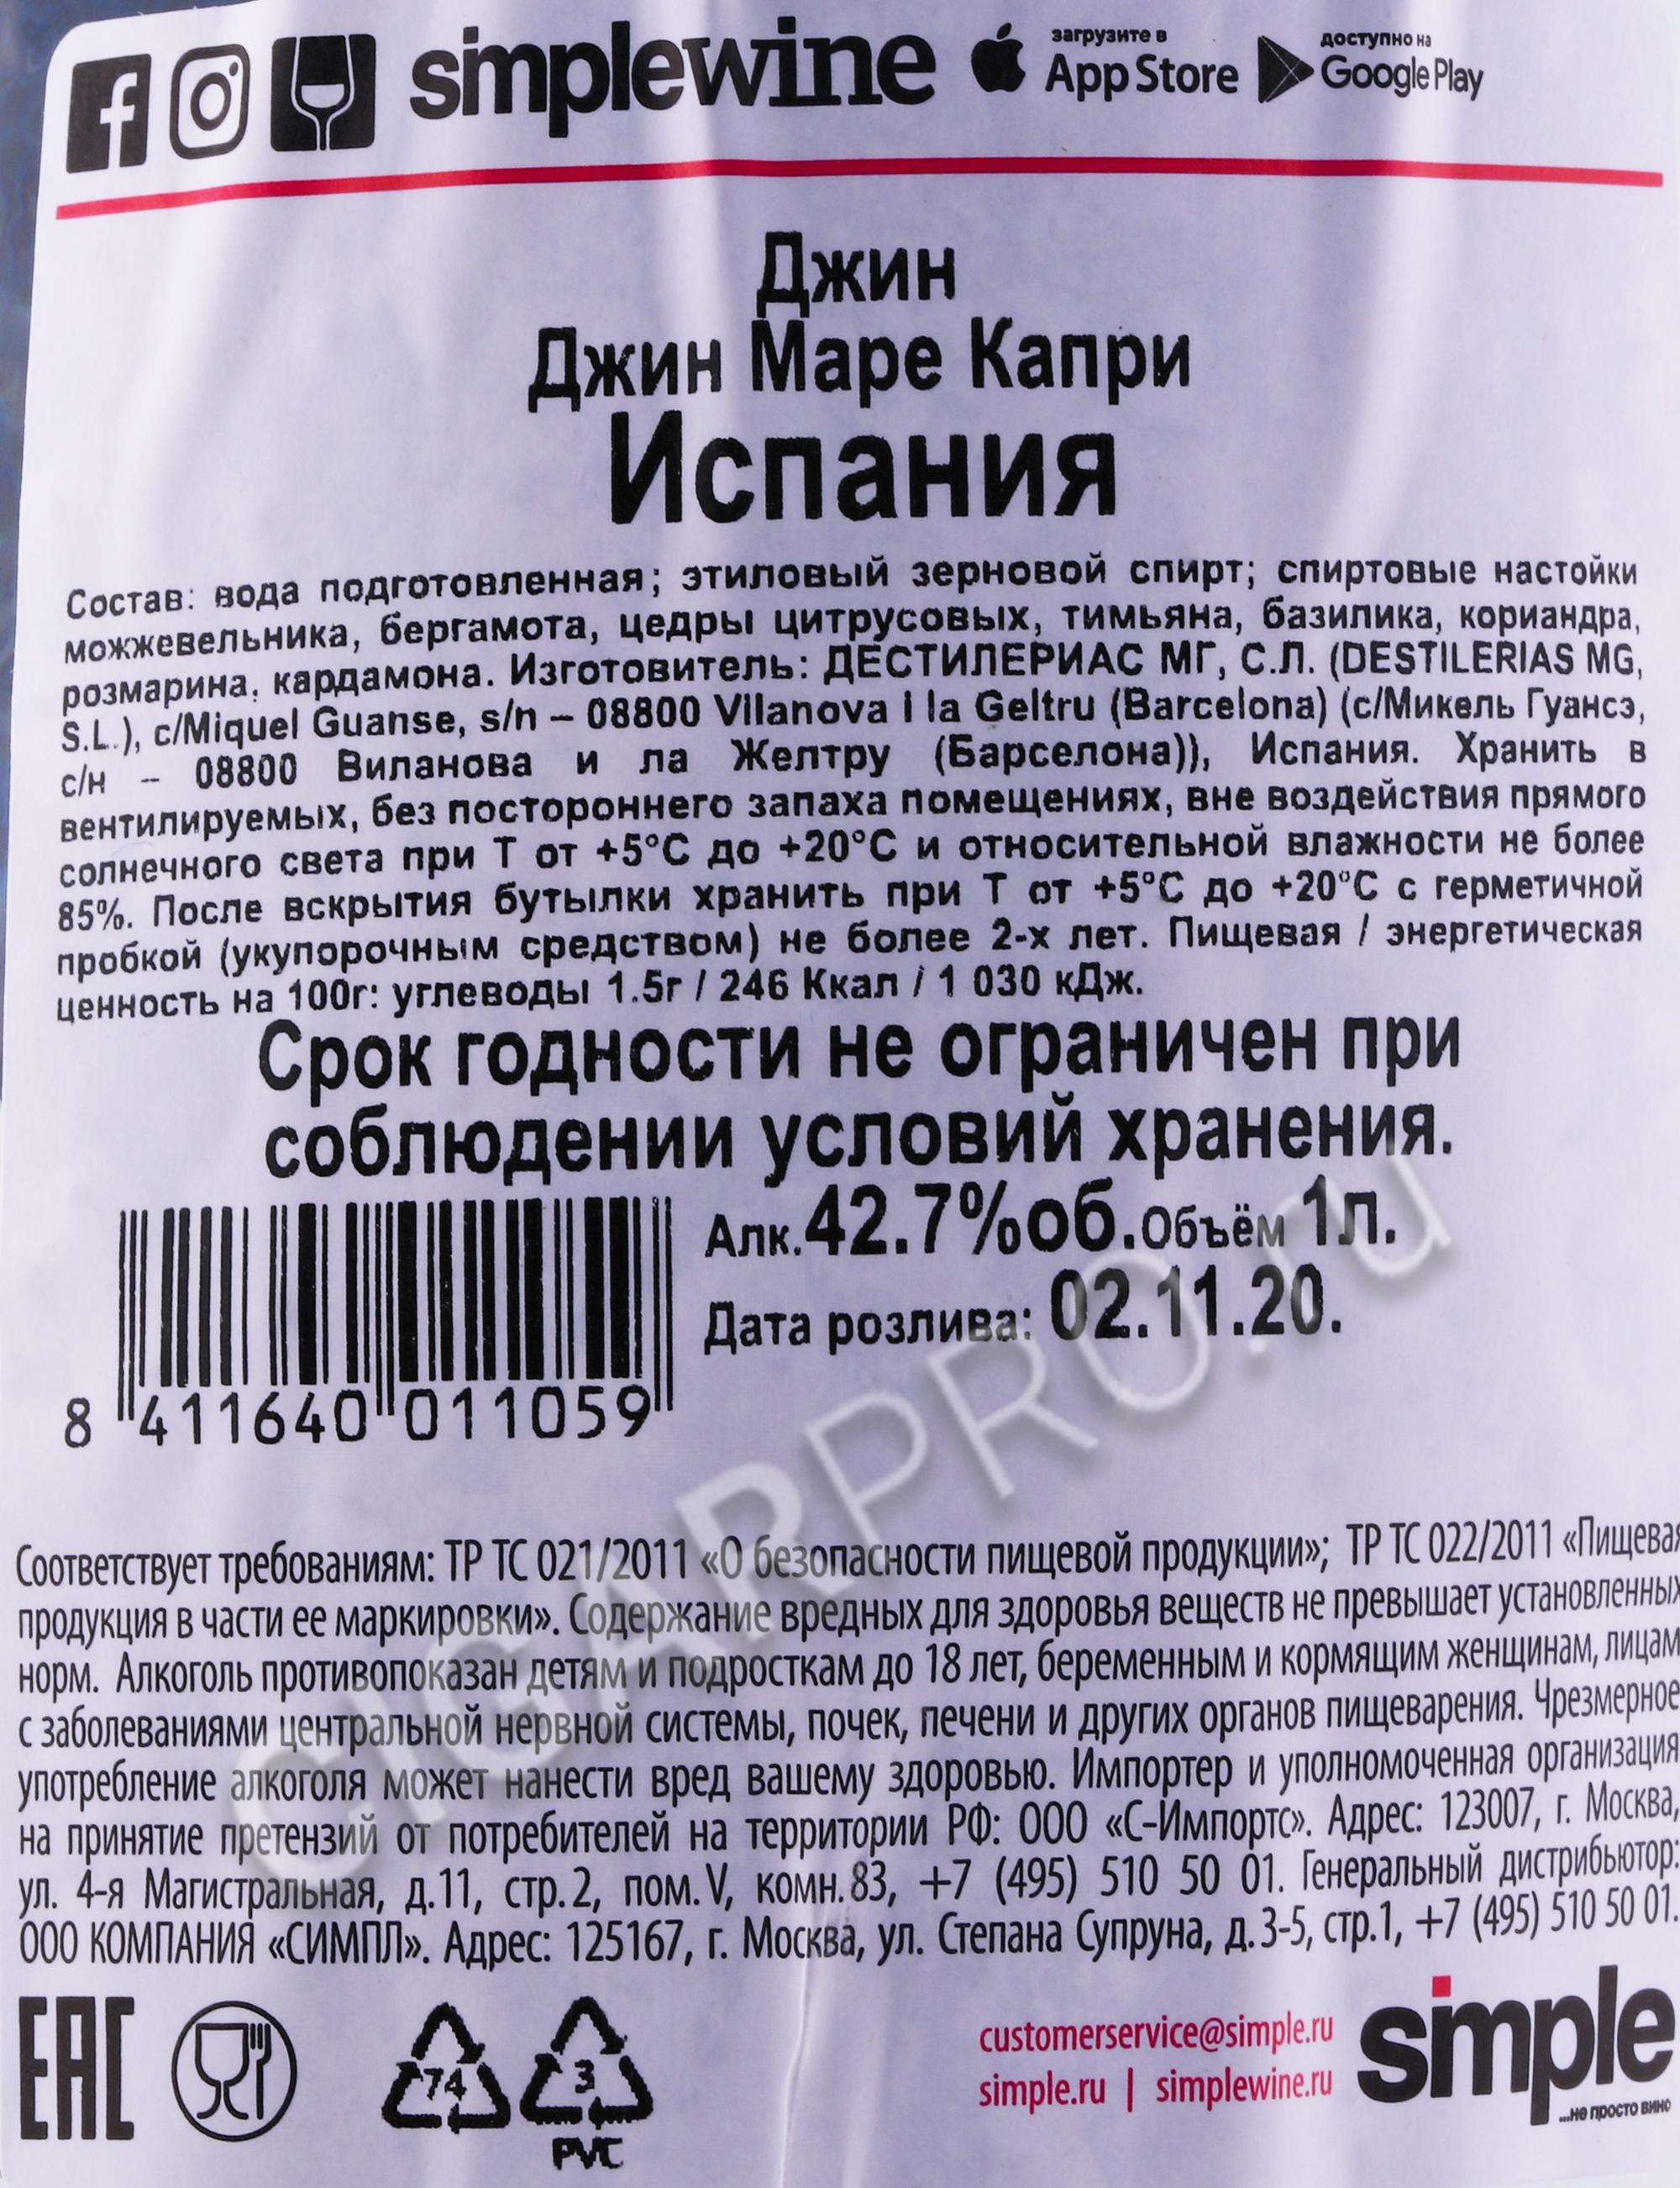 simplewine загрузите в App Store доступно на Google Play
Джин
Джин Маре Капри
Испания
Состав: вода подготовленная; этиловый зерновой спирт; спиртовые настойки
можжевельника, бергамота, цедры цитрусовых, тимьяна, базилика, кориандра,
розмарина, кардамона. Изготовитель: ДЕСТИЛЕРИАС МГ, С.Л. (DESTILERIAS MG,
S.L.), c/Miquel Guanse, s/n – 08800 Vilanova i la Geltru (Barcelona) (с/Микель Гуансэ,
с/н – 08800 Виланова и ла Желтру (Барселона)), Испания. Хранить в
вентилируемых, без постороннего запаха помещениях, вне воздействия прямого
солнечного света при Т от +5°С до +20°С и относительной влажности не более
85%. После вскрытия бутылки хранить при Т от +5°С до +20°С с герметичной
пробкой (укупорочным средством) не более 2-х лет. Пищевая / энергетическая
ценность на 100г: углеводы 1.5г / 246 Ккал / 1 030 кДж.
Срок годности не ограничен при
соблюдении условий хранения.
Алк.42.7%об.Объём 1л.
Дата розлива: 02.11.20.
8 411640 011059
CIGARPRO.ru
Соответствует требованиям: ТР ТС 021/2011 «О безопасности пищевой продукции»; ТР ТС 022/2011 «Пищевая
продукция в части ее маркировки». Содержание вредных для здоровья веществ не превышает установленных
норм. Алкоголь противопоказан детям и подросткам до 18 лет, беременным и кормящим женщинам, лицам
с заболеваниями центральной нервной системы, почек, печени и других органов пищеварения. Чрезмерное
употребление алкоголя может нанести вред вашему здоровью. Импортер и уполномоченная организация
на принятие претензий от потребителей на территории РФ: ООО «С-Импортс». Адрес: 123007, г. Москва,
ул. 4-я Магистральная, д.11, стр.2, пом.V, комн.83, +7 (495) 510 50 01. Генеральный дистрибьютор:
ООО КОМПАНИЯ «СИМПЛ». Адрес: 125167, г. Москва, ул. Степана Супруна, д.3-5, стр.1, +7 (495) 510 50 01.
EAC
74
3
PVC
customerservice@simple.ru
simple.ru | simplewine.ru
simple
...не просто вино